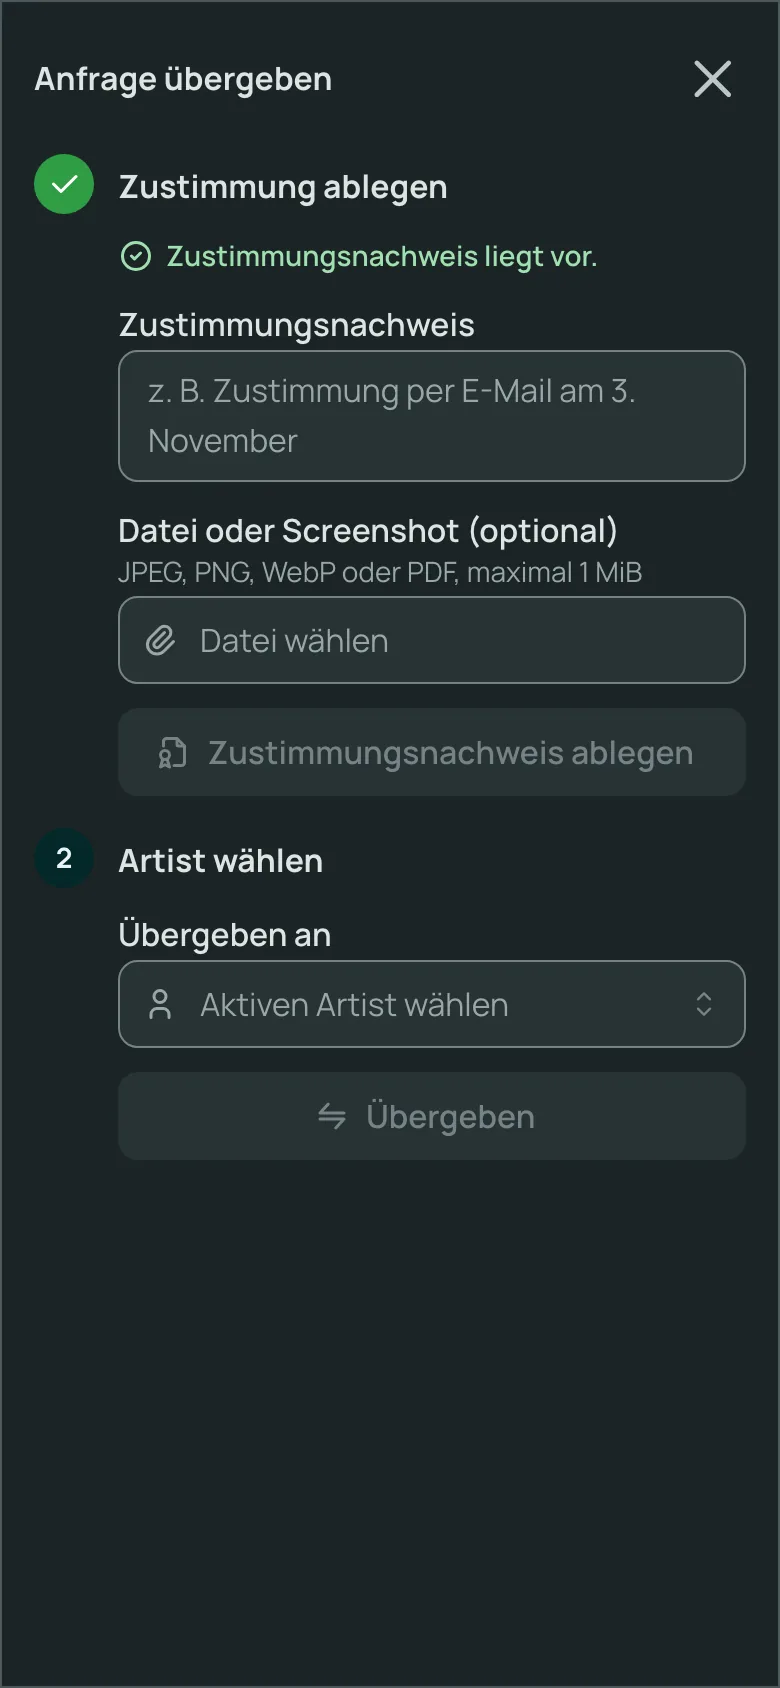 Anfrage übergeben
Zustimmung ablegen
Zustimmungsnachweis liegt vor.
Zustimmungsnachweis
z. B. Zustimmung per E-Mail am 3.
November
Datei oder Screenshot (optional)
JPEG, PNG, WebP oder PDF, maximal 1 MiB
Datei wählen
Zustimmungsnachweis ablegen
2 Artist wählen
Übergeben an
Aktiven Artist wählen
Übergeben